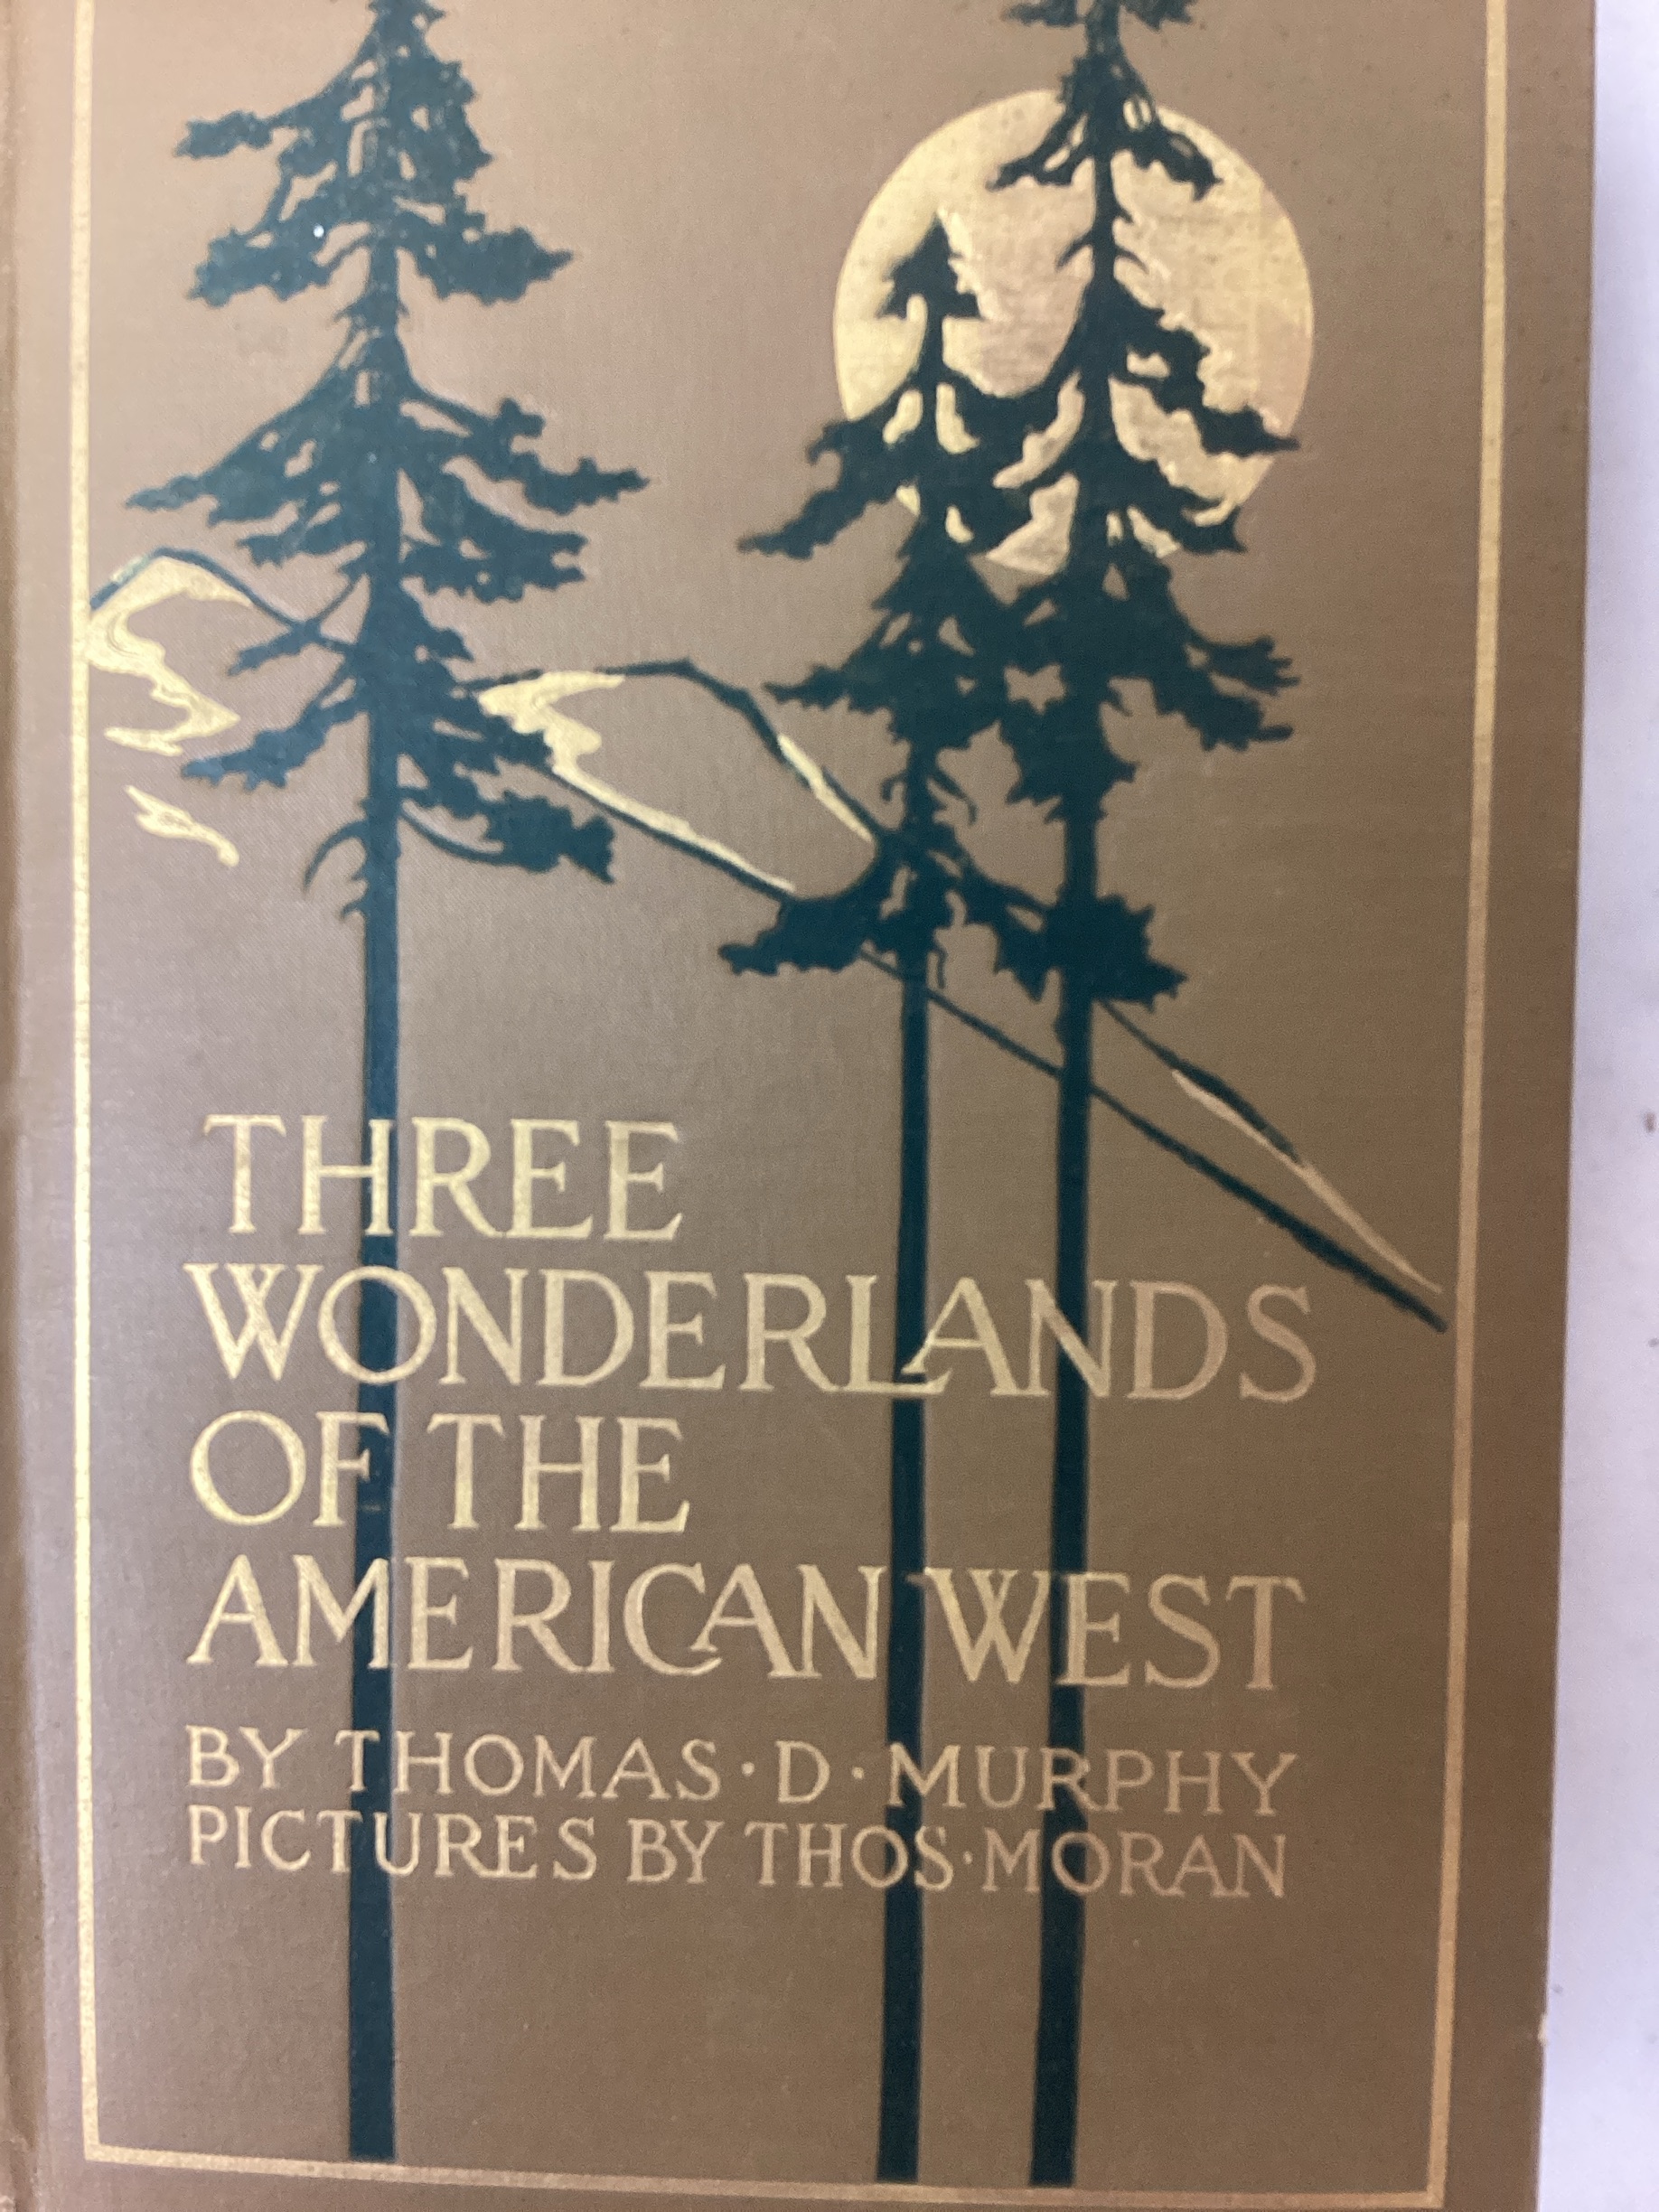 THREE
WONDERLANDS
OF THE
AMERICAN WEST
BY THOMAS·D·MURPHY
PICTURES BY THOS·MORAN